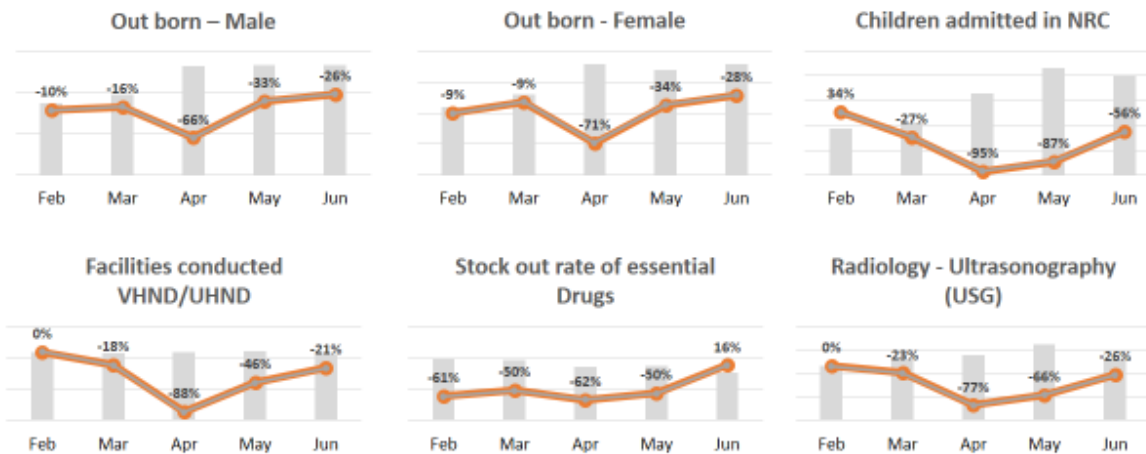 Out born – Male
-10%
-16%
-66%
-33%
-26%
Feb Mar Apr May Jun
Out born - Female
-9%
-9%
-71%
-34%
-28%
Feb Mar Apr May Jun
Children admitted in NRC
34%
-27%
-95%
-87%
-56%
Feb Mar Apr May Jun
Facilities conducted
VHND/UHND
0%
-18%
-88%
-46%
-21%
Feb Mar Apr May Jun
Stock out rate of essential
Drugs
-61%
-50%
-62%
-50%
16%
Feb Mar Apr May Jun
Radiology - Ultrasonography
(USG)
0%
-23%
-77%
-66%
-26%
Feb Mar Apr May Jun